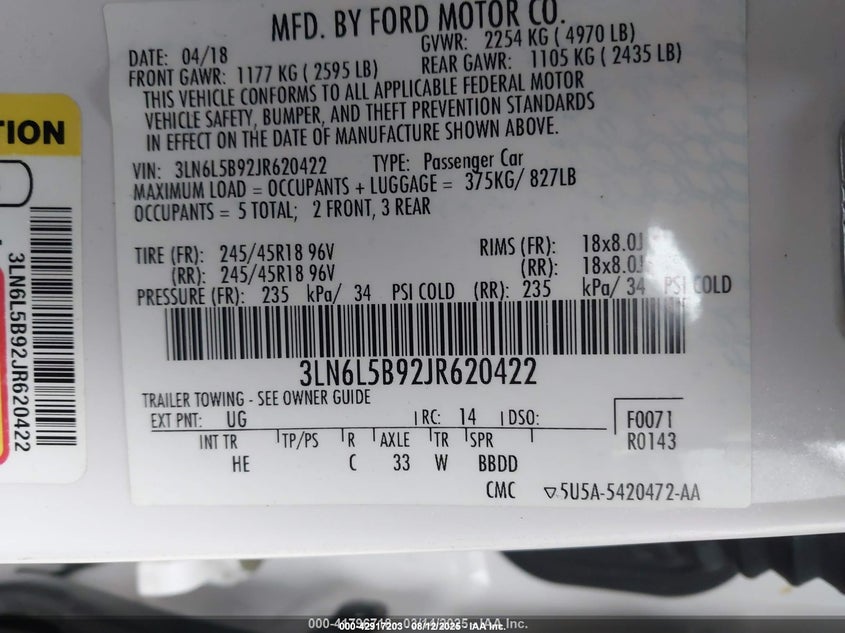 MFD. BY FORD MOTOR CO.
DATE: 04/18
GVWR: 2254 KG ( 4970 LB)
FRONT GAWR: 1177 KG ( 2595 LB)
REAR GAWR: 1105 KG ( 2435 LB)
THIS VEHICLE CONFORMS TO ALL APPLICABLE FEDERAL MOTOR
VEHICLE SAFETY, BUMPER, AND THEFT PREVENTION STANDARDS
IN EFFECT ON THE DATE OF MANUFACTURE SHOWN ABOVE.
VIN: 3LN6L5B92JR620422 TYPE: Passenger Car
MAXIMUM LOAD = OCCUPANTS + LUGGAGE = 375KG/ 827LB
OCCUPANTS = 5 TOTAL; 2 FRONT, 3 REAR
TIRE (FR): 245/45R18 96V RIMS (FR): 18x8.0J
(RR): 245/45R18 96V (RR): 18x8.0J
PRESSURE (FR): 235 kPa/ 34 PSI COLD (RR): 235 kPa/ 34 PSI COLD
3LN6L5B92JR620422
TRAILER TOWING - SEE OWNER GUIDE
EXT PNT: UG RC: 14 DSO: F0071
R0143
INT TR TP/PS R AXLE TR SPR
HE C 33 W BBDD
CMC ▽5U5A-5420472-AA
TION
3LN6L5B92JR620422
000-42917203 06/12/2025 IAA Inc.